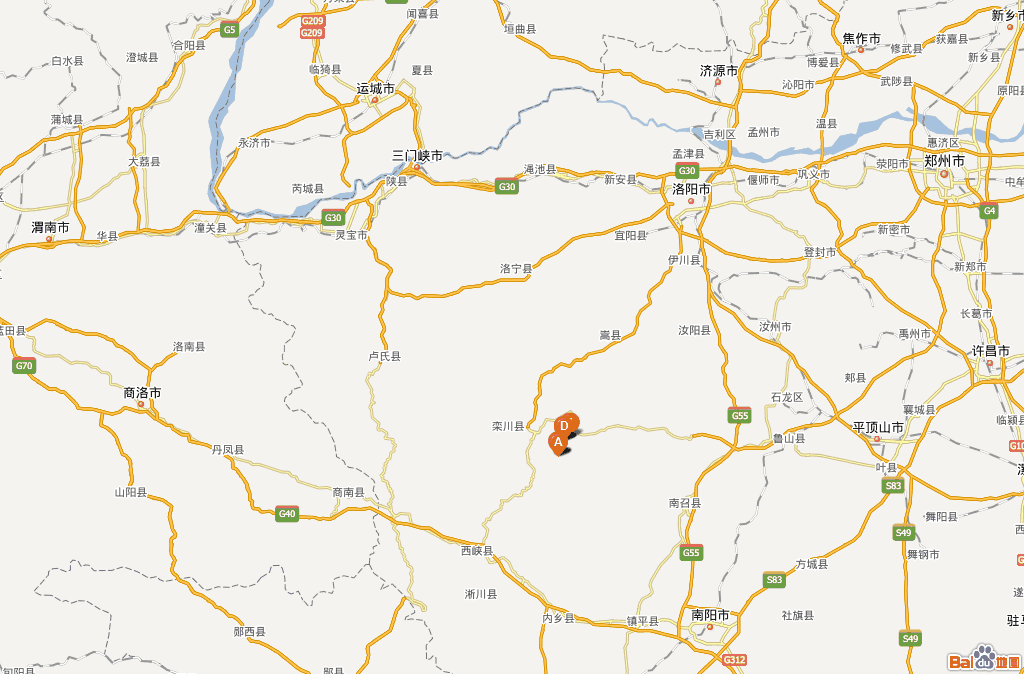 万荣县
闻喜县
垣曲县
新乡市
G5
G209
G209
合阳县
焦作市
获嘉县
修武县
白水县
澄城县
临猗县
夏县
济源市
博爱县
新乡县
运城市
沁阳市
武陟县
原阳县
蒲城县
温县
吉利区
孟州市
惠济区
永济市
大荔县
三门峡市
渑池县
孟津县
荥阳市
郑州市
芮城县
陕县
G30
新安县
G30
偃师市
巩义市
中牟
洛阳市
G30
G4
渭南市
华县
潼关县
灵宝市
宜阳县
新密市
登封市
洛宁县
伊川县
新郑市
长葛市
蓝田县
洛南县
卢氏县
嵩县
汝阳县
汝州市
禹州市
许昌市
G70
商洛市
郏县
石龙区
襄城县
临颍县
G55
栾川县
D
A
平顶山市
鲁山县
丹凤县
叶县
S83
山阳县
商南县
南召县
G40
舞阳县
S49
西峡县
G55
舞钢市
方城县
S83
淅川县
内乡县
镇平县
南阳市
社旗县
驻马
郧西县
S49
G312
Bai du 地图